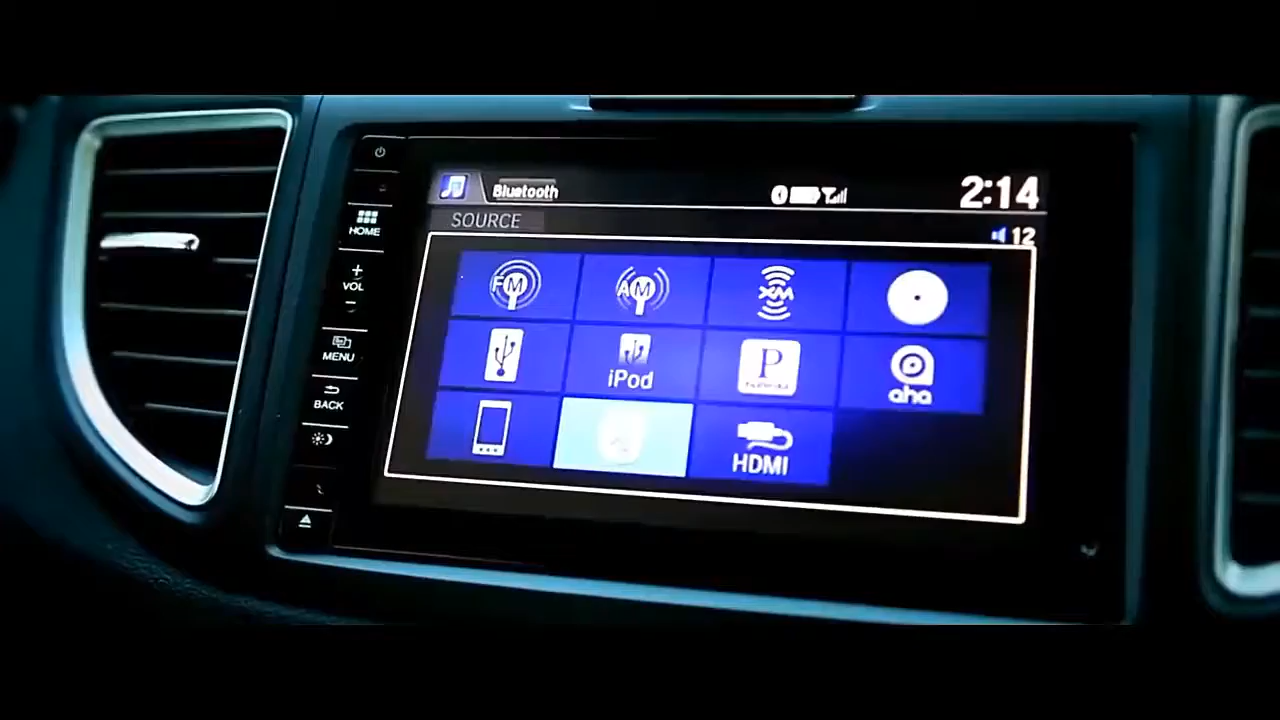 Bluetooth
2:14
SOURCE
12
HOME
VOL
MENU
BACK
FM
AM
XM
iPod
P
aha
HDMI